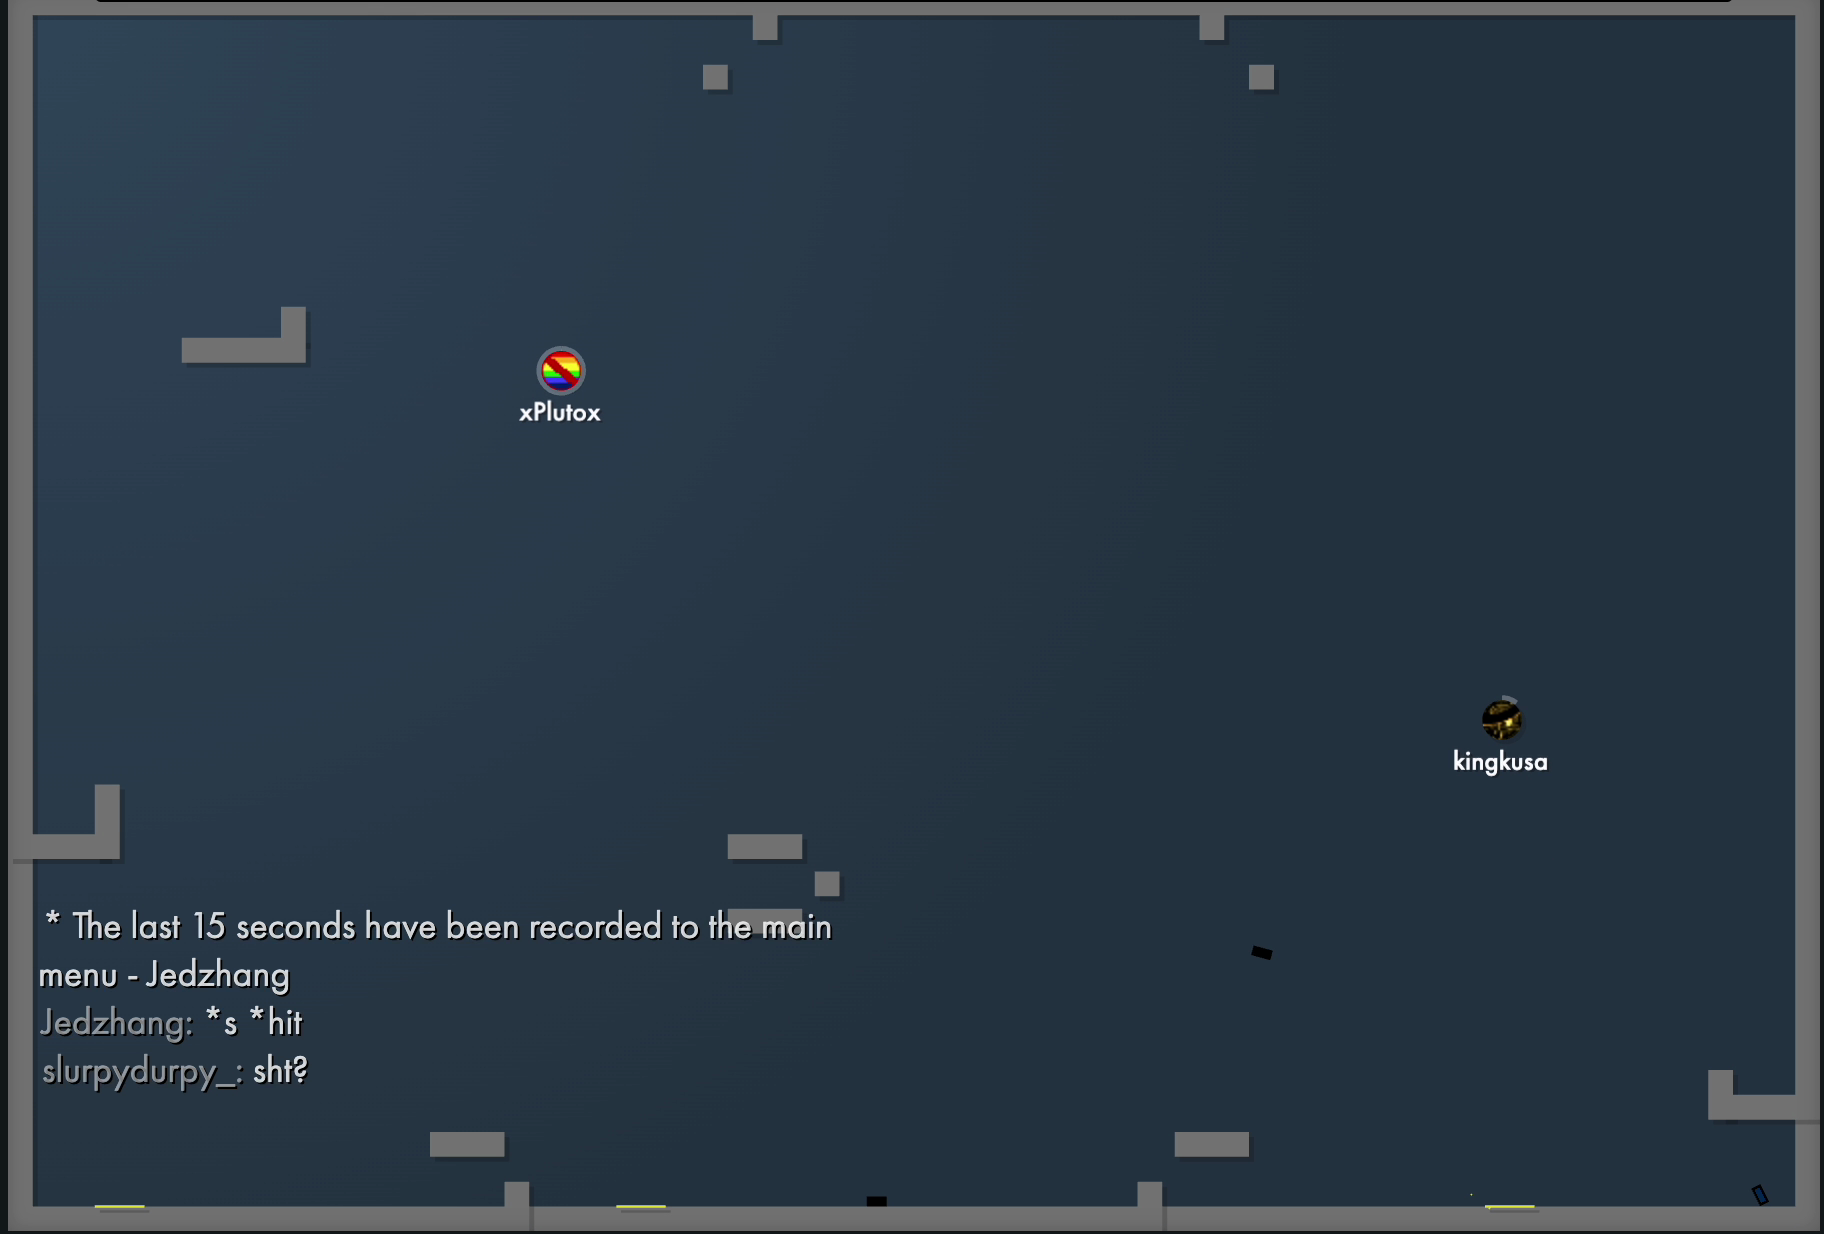 xPlutox
kingkusa
* The last 15 seconds have been recorded to the main
menu - Jedzhang
Jedzhang: *s *hit
slurpydurpy_: sht?